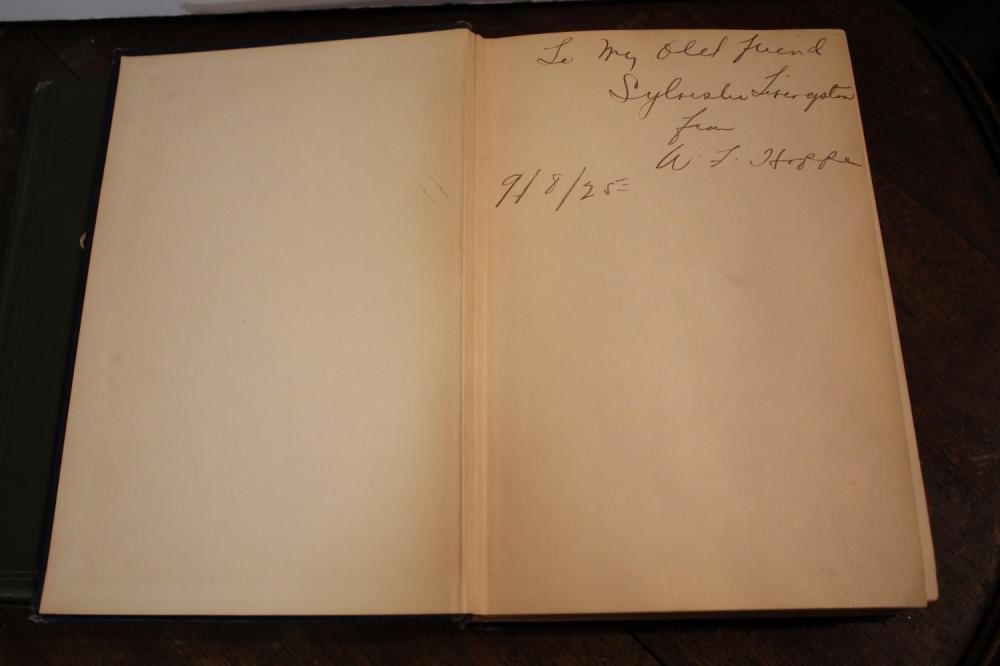 To My Old friend
Sylvester Livingston
from
W. F. Hoppe
9/8/25